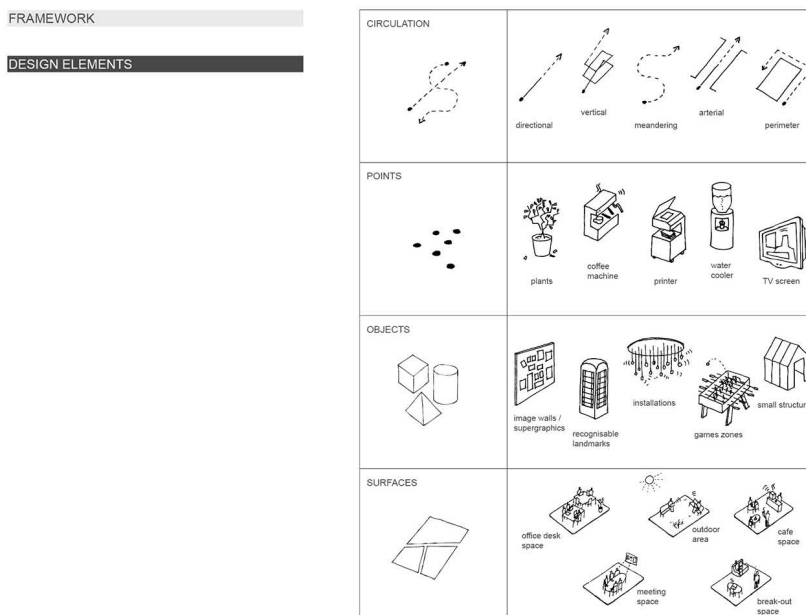 FRAMEWORK
DESIGN ELEMENTS
CIRCULATION
directional
vertical
meandering
arterial
perimeter
POINTS
plants
coffee
machine
printer
water
cooler
TV screen
OBJECTS
image walls /
supergraphics
recognisable
landmarks
installations
games zones
small
SURFACES
office desk
space
outdoor
area
cafe
space
meeting
space
break-out
space